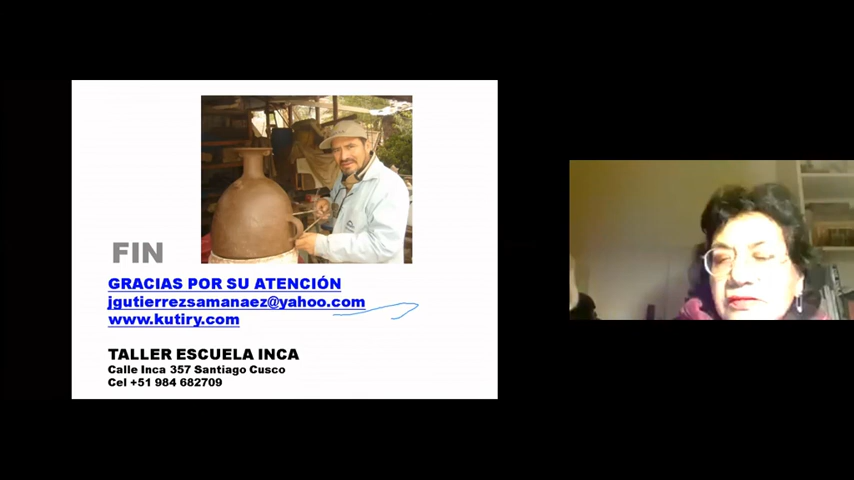 FIN
GRACIAS POR SU ATENCIÓN
jgutierrezsamanaez@yahoo.com
www.kutiry.com
TALLER ESCUELA INCA
Calle Inca 357 Santiago Cusco
Cel +51 984 682709